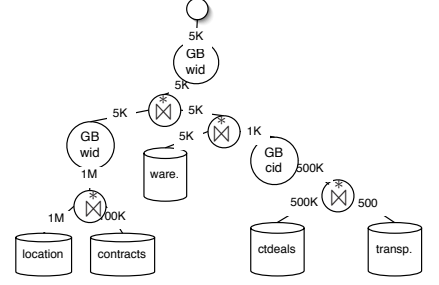 5K
GB
wid
5K
*
5K
5K
*
GB
wid
5K
1K
GB
cid
500K
1M
ware.
*
1M
00K
*
500K
500
location
contracts
ctdeals
transp.